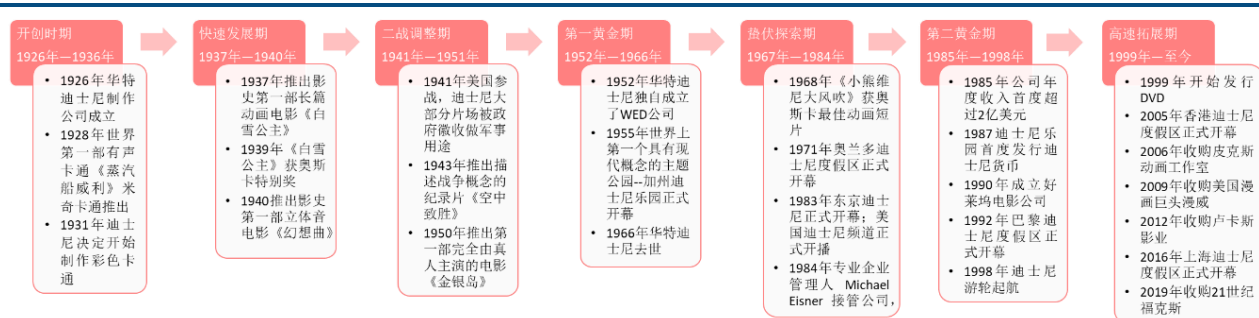 开创时期
1926年—1936年
• 1926年华特
迪士尼制作
公司成立
• 1928年世界
第一部有声
卡通《蒸汽
船威利》米
奇卡通推出
• 1931年迪士
尼决定开始
制作彩色卡
通
快速发展期
1937年—1940年
• 1937年推出影
史第一部长篇
动画电影《白
雪公主》
• 1939年《白雪
公主》获奥斯
卡特别奖
• 1940推出影史
第一部立体音
电影《幻想曲》
二战调整期
1941年—1951年
• 1941年美国参
战，迪士尼大
部分片场被政
府徵收做军事
用途
• 1943年推出描
述战争概念的
纪录片《空中
致胜》
• 1950年推出第
一部完全由真
人主演的电影
《金银岛》
第一黄金期
1952年—1966年
• 1952年华特迪
士尼独自成立
了WED公司
• 1955年世界上
第一个具有现
代概念的主题
公园--加州迪
士尼乐园正式
开幕
• 1966年华特迪
士尼去世
蛰伏探索期
1967年—1984年
• 1968年《小熊维
尼大风吹》获奥
斯卡最佳动画短
片
• 1971年奥兰多迪
士尼度假区正式
开幕
• 1983年东京迪士
尼正式开幕；美
国迪士尼频道正
式开播
• 1984年专业企业
管理人 Michael
Eisner 接管公司，
第二黄金期
1985年—1998年
• 1985年公司年
度收入首度超
过2亿美元
• 1987迪士尼乐
园首度发行迪
士尼货币
• 1990年成立好
莱坞电影公司
• 1992年巴黎迪
士尼度假区正
式开幕
• 1998年迪士尼
游轮起航
高速拓展期
1999年—至今
• 1999年开始发行
DVD
• 2005年香港迪士尼
度假区正式开幕
• 2006年收购皮克斯
动画工作室
• 2009年收购美国漫
画巨头漫威
• 2012年收购卢卡斯
影业
• 2016年上海迪士尼
度假区正式开幕
• 2019年收购21世纪
福克斯